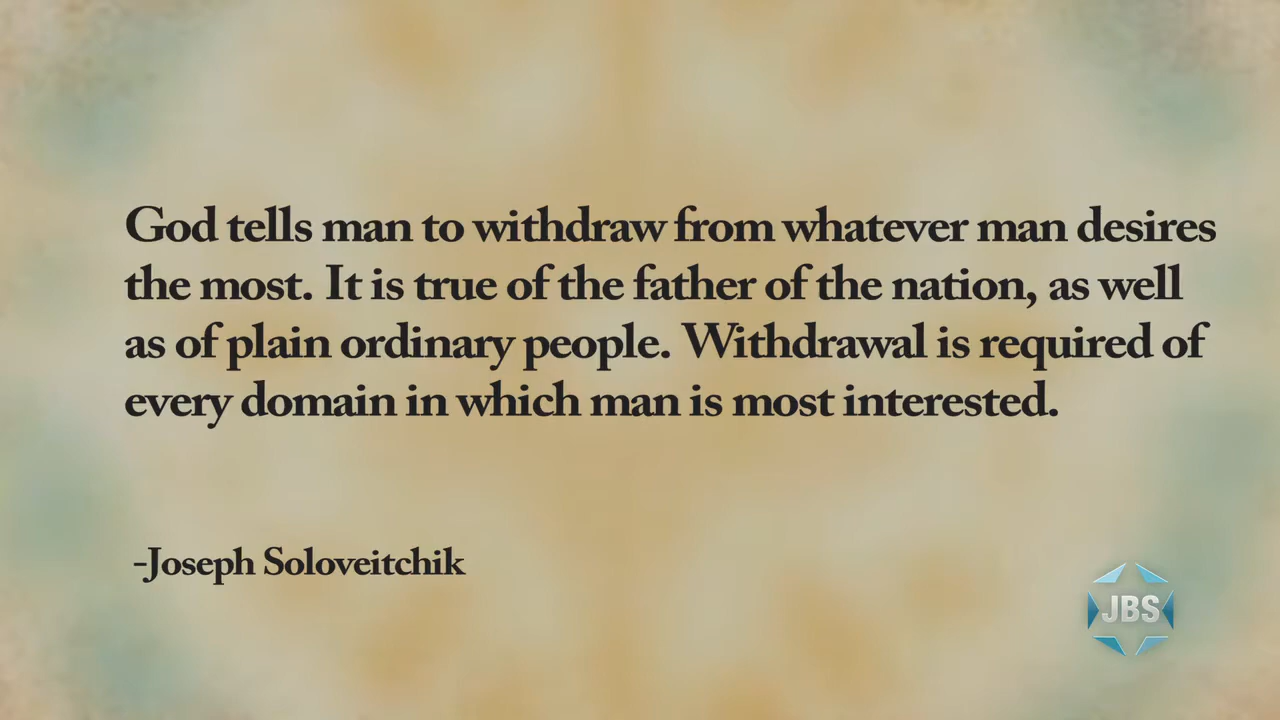 God tells man to withdraw from whatever man desires
the most. It is true of the father of the nation, as well
as of plain ordinary people. Withdrawal is required of
every domain in which man is most interested.
-Joseph Soloveitchik
JBS